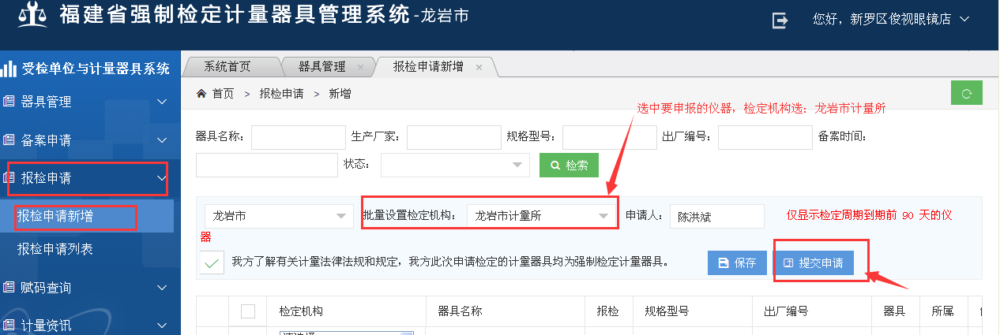 福建省强制检定计量器具管理系统-龙岩市
您好，新罗区俊视眼镜店
受检单位与计量器具系统
器具管理
备案申请
报检申请
报检申请新增
报检申请列表
赋码查询
计量资讯
系统首页 器具管理 × 报检申请新增 ×
首页 > 报检申请 > 新增
选中要申报的仪器，检定机构选：龙岩市计量所
器具名称: 生产厂家: 规格型号: 出厂编号: 备案时间:
状态: 检索
龙岩市 批量设置检定机构: 龙岩市计量所 申请人: 陈洪斌 仅显示检定周期到期前 90 天的仪
器
我方了解有关计量法律法规和规定，我方此次申请检定的计量器具均为强制检定计量器具。 保存 提交申请
检定机构 器具名称 报检 规格型号 出厂编号 器具 所属
请选择